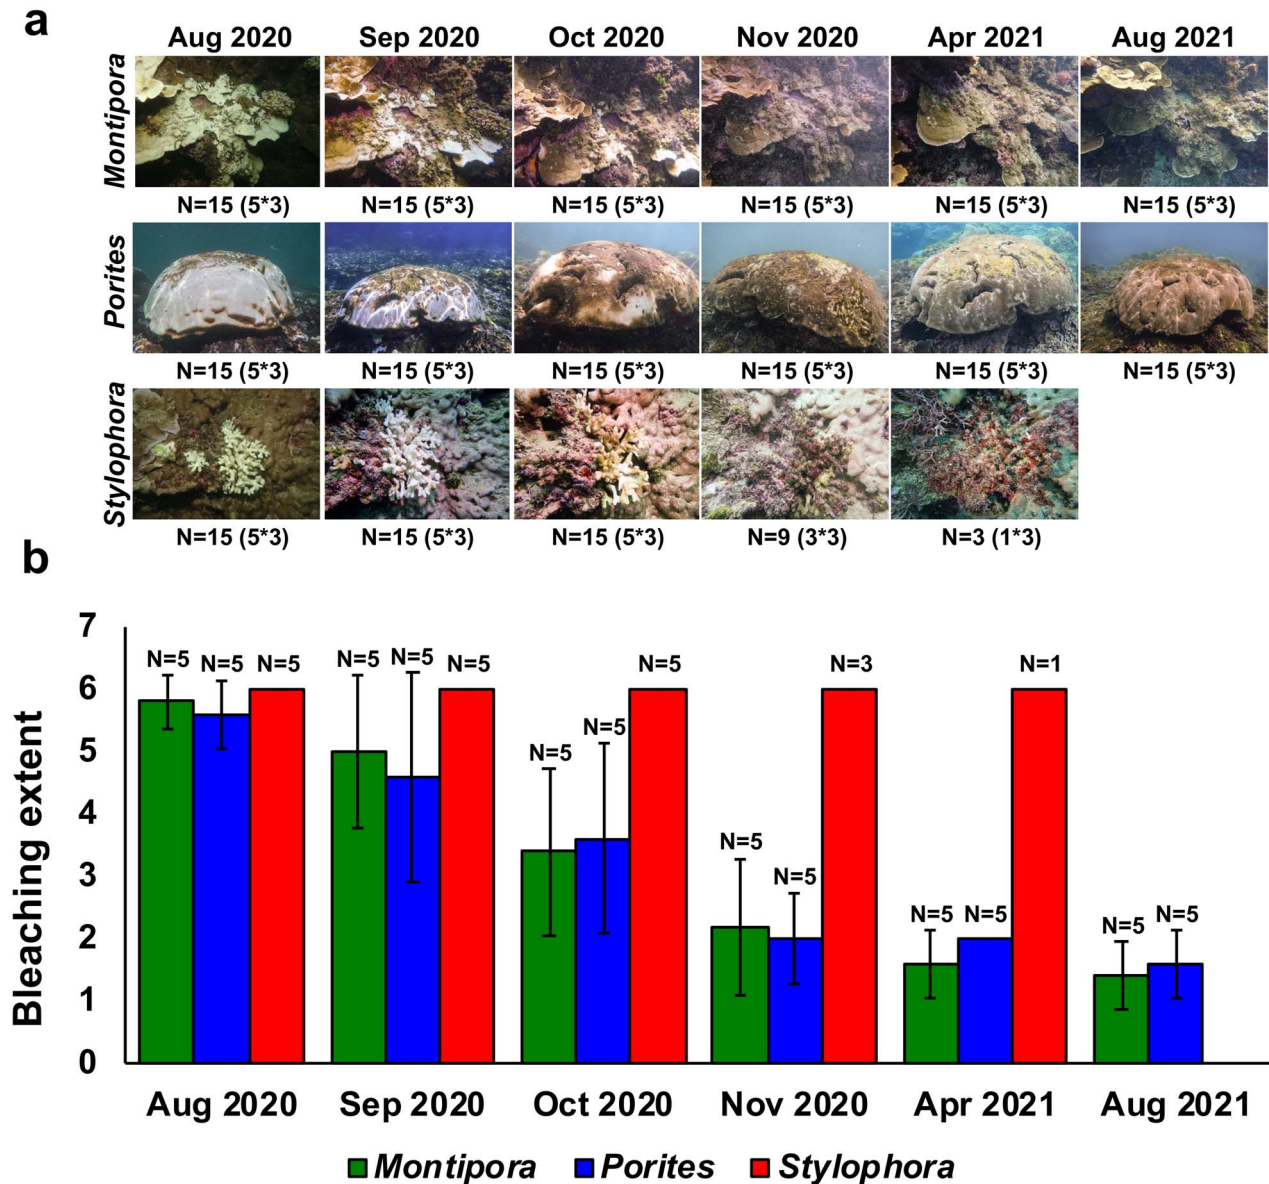 a
Aug 2020 Sep 2020 Oct 2020 Nov 2020 Apr 2021 Aug 2021
Montipora
N=15 (5*3) N=15 (5*3) N=15 (5*3) N=15 (5*3) N=15 (5*3) N=15 (5*3)
Porites
N=15 (5*3) N=15 (5*3) N=15 (5*3) N=15 (5*3) N=15 (5*3) N=15 (5*3)
Stylophora
N=15 (5*3) N=15 (5*3) N=15 (5*3) N=9 (3*3) N=3 (1*3)
b
Bleaching extent
7
6
5
4
3
2
1
0
N=5 N=5 N=5
N=5 N=5 N=5
N=5 N=5 N=5
N=5 N=5 N=3
N=5 N=5 N=1
N=5 N=5
Aug 2020 Sep 2020 Oct 2020 Nov 2020 Apr 2021 Aug 2021
Montipora Porites Stylophora